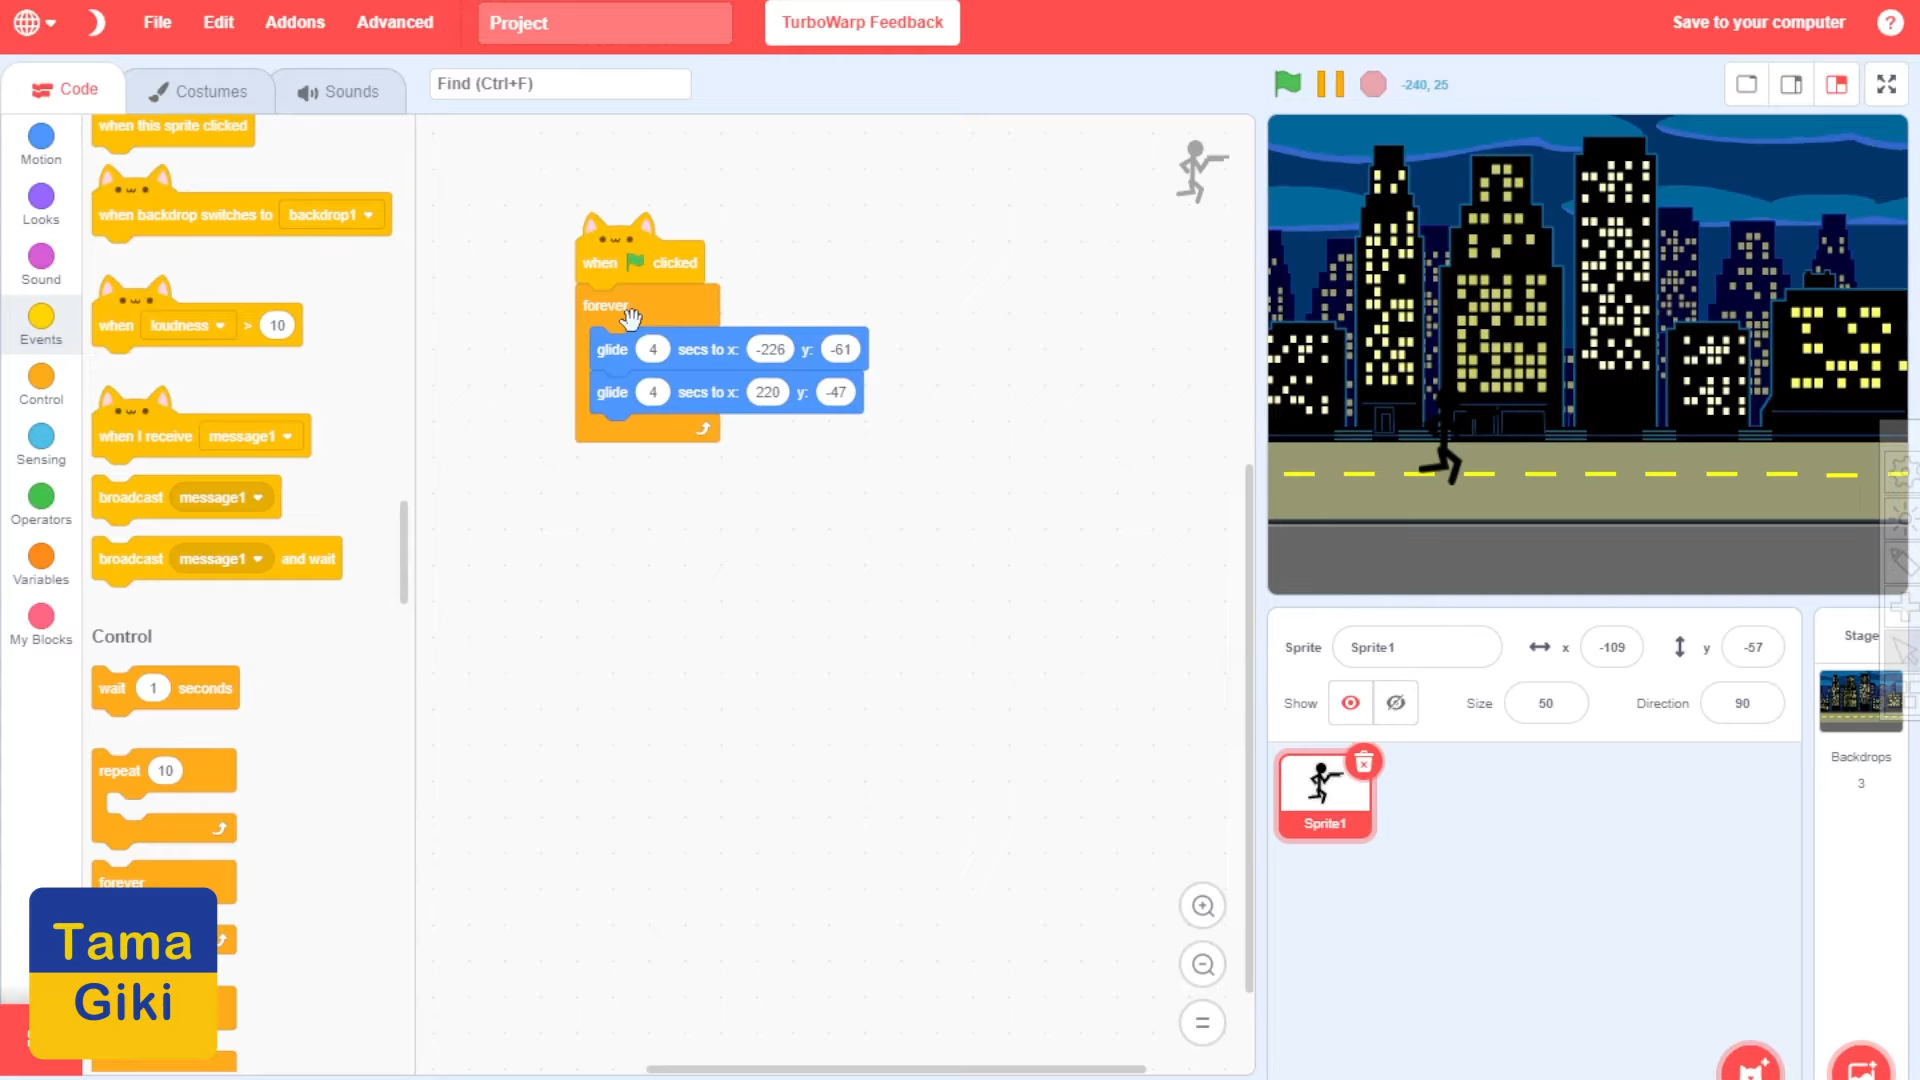 File Edit Addons Advanced Project TurboWarp Feedback Save to your computer ?
Code Costumes Sounds Find (Ctrl+F) -240, 25
Motion
Looks
Sound
Events
Control
Sensing
Operators
Variables
My Blocks
when this sprite clicked
when backdrop switches to backdrop1
when loudness > 10
when I receive message1
broadcast message1
broadcast message1 and wait
Control
wait 1 seconds
repeat 10
forever
Tama
Giki
when clicked
forever
glide 4 secs to x: -226 y: -61
glide 4 secs to x: 220 y: -47
Sprite Sprite1 x -109 y -57
Show Size 50 Direction 90
Sprite1
Stage
Backdrops
3